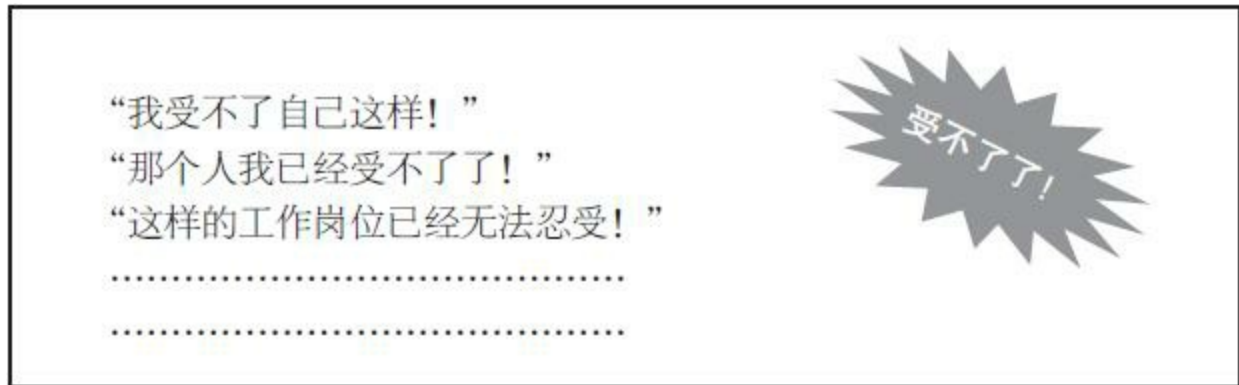 “我受不了自己这样！”
“那个人我已经受不了了！”
“这样的工作岗位已经无法忍受！”
………………………………………
………………………………………
受不了了！